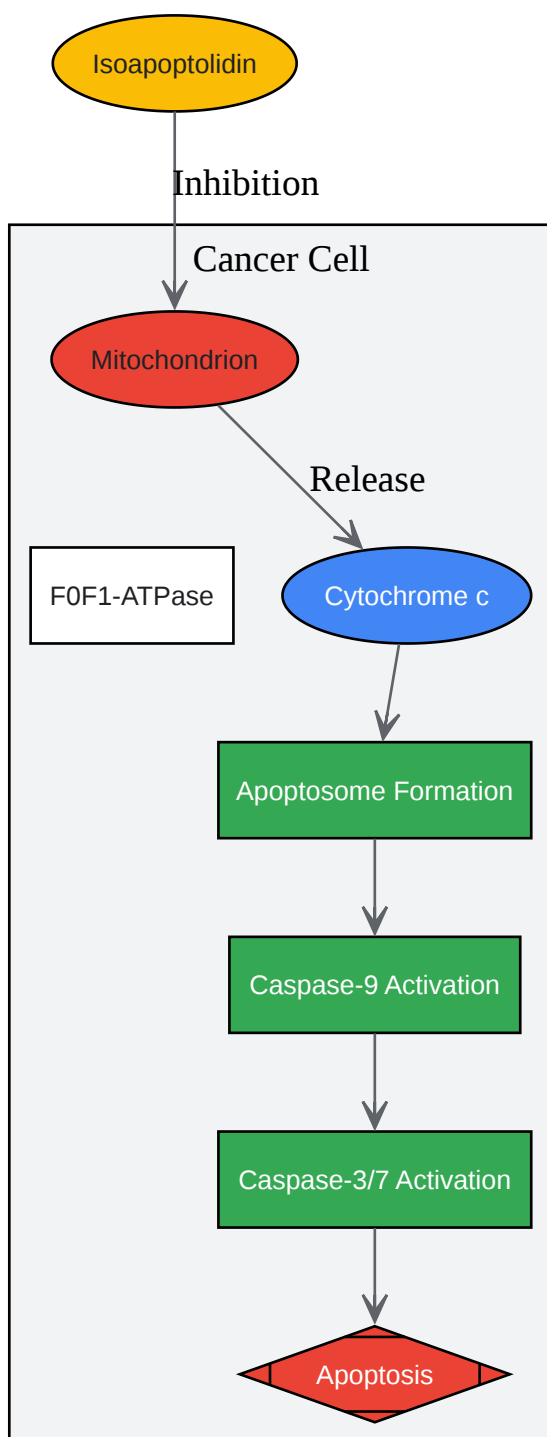 Isoapoptolidin
Inhibition
Cancer Cell
Mitochondrion
Release
F0F1-ATPase
Cytochrome c
Apoptosome Formation
Caspase-9 Activation
Caspase-3/7 Activation
Apoptosis